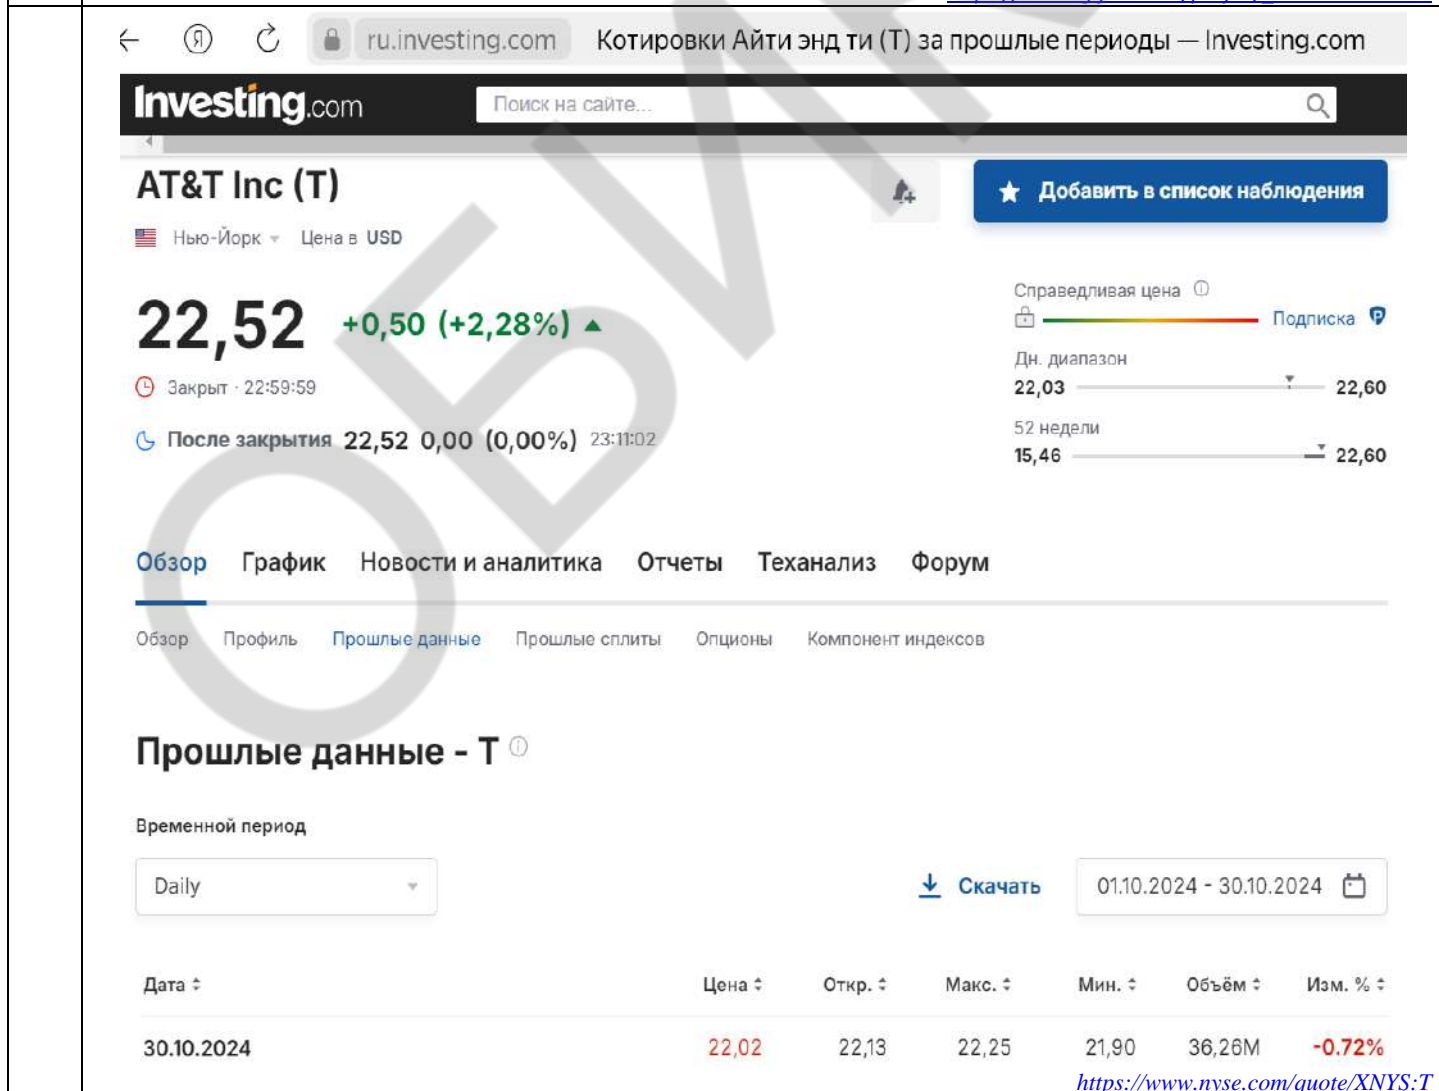 ru.investing.com Котировки Айти энд ти (T) за прошлые периоды — Investing.com
Investing.com Поиск на сайте...
AT&T Inc (T)
Добавить в список наблюдения
Нью-Йорк Цена в USD
22,52 +0,50 (+2,28%)
Закрыт · 22:59:59
После закрытия 22,52 0,00 (0,00%) 23:11:02
Справедливая цена
Подписка
Дн. диапазон
22,03 22,60
52 недели
15,46 22,60
Обзор График Новости и аналитика Отчеты Теханализ Форум
Обзор Профиль Прошлые данные Прошлые сплиты Опционы Компонент индексов
Прошлые данные - T
Временной период
Daily Скачать 01.10.2024 - 30.10.2024
Дата Цена Откр. Макс. Мин. Объём Изм. %
30.10.2024 22,02 22,13 22,25 21,90 36,26M -0.72%
https://www.nyse.com/quote/XNYS:T